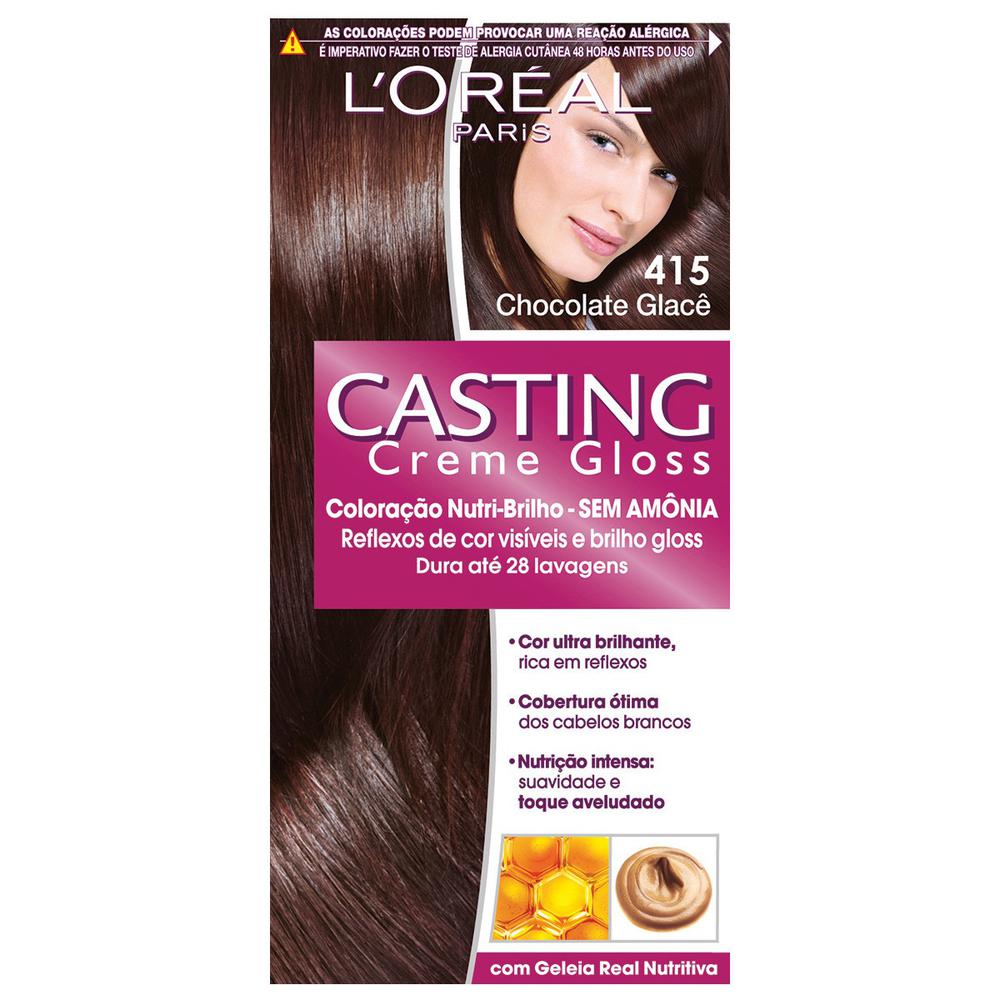 AS COLORAÇÕES PODEM PROVOCAR UMA REAÇÃO ALÉRGICA
É IMPERATIVO FAZER O TESTE DE ALERGIA CUTÂNEA 48 HORAS ANTES DO USO
L'ORÉAL
PARiS
415
Chocolate Glacê
CASTING
Creme Gloss
Coloração Nutri-Brilho - SEM AMÔNIA
Reflexos de cor visíveis e brilho gloss
Dura até 28 lavagens
• Cor ultra brilhante,
rica em reflexos
• Cobertura ótima
dos cabelos brancos
• Nutrição intensa:
suavidade e
toque aveludado
com Geleia Real Nutritiva